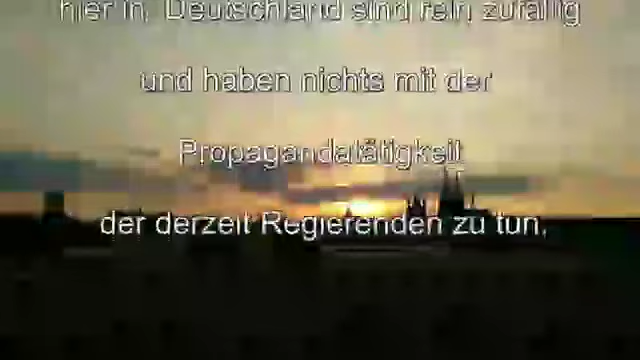 hier in Deutschland sind rein zufällig
und haben nichts mit der
Propagandatätigkeit
der derzeit Regierenden zu tun.